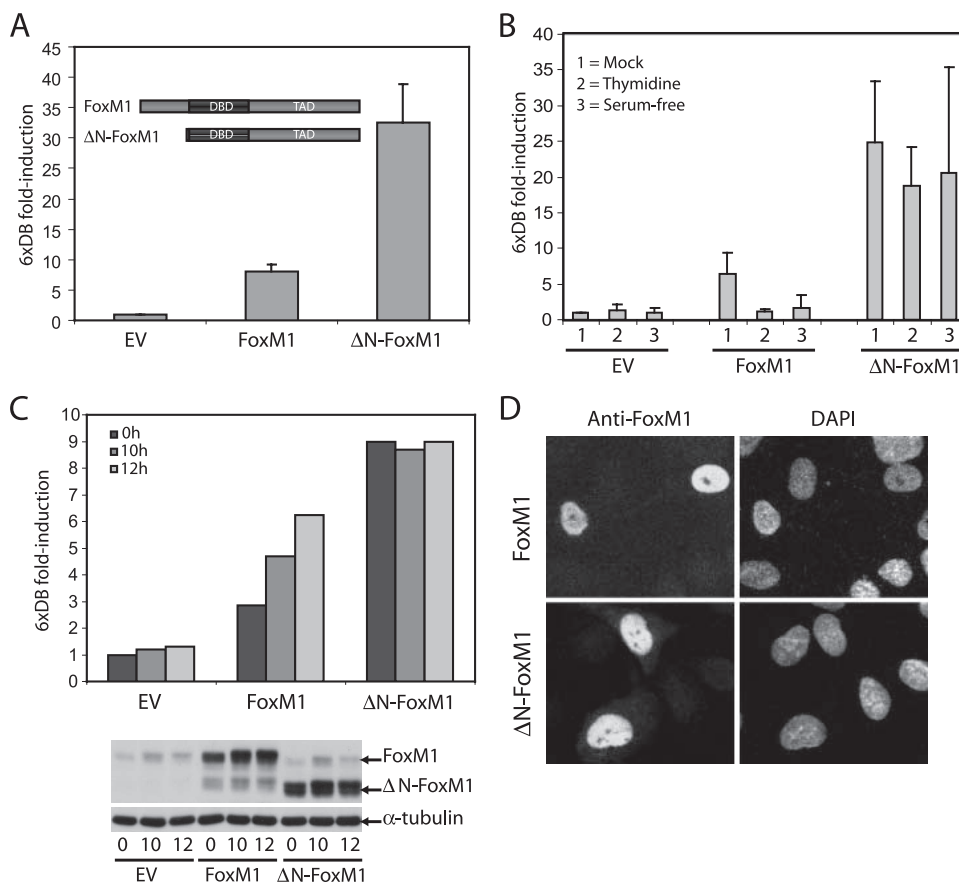 A
6xDB fold-induction
45
40
35
30
25
20
15
10
5
0
FoxM1
DBD
TAD
ΔN-FoxM1
DBD
TAD
EV
FoxM1
ΔN-FoxM1
B
6xDB fold-induction
40
35
30
25
20
15
10
5
0
1 = Mock
2 = Thymidine
3 = Serum-free
1 2 3 1 2 3 1 2 3
EV FoxM1 ΔN-FoxM1
C
6xDB fold-induction
10
9
8
7
6
5
4
3
2
1
0
0h
10h
12h
EV FoxM1 ΔN-FoxM1
FoxM1
ΔN-FoxM1
α-tubulin
0 10 12 0 10 12 0 10 12
EV FoxM1 ΔN-FoxM1
D
Anti-FoxM1 DAPI
FoxM1
ΔN-FoxM1